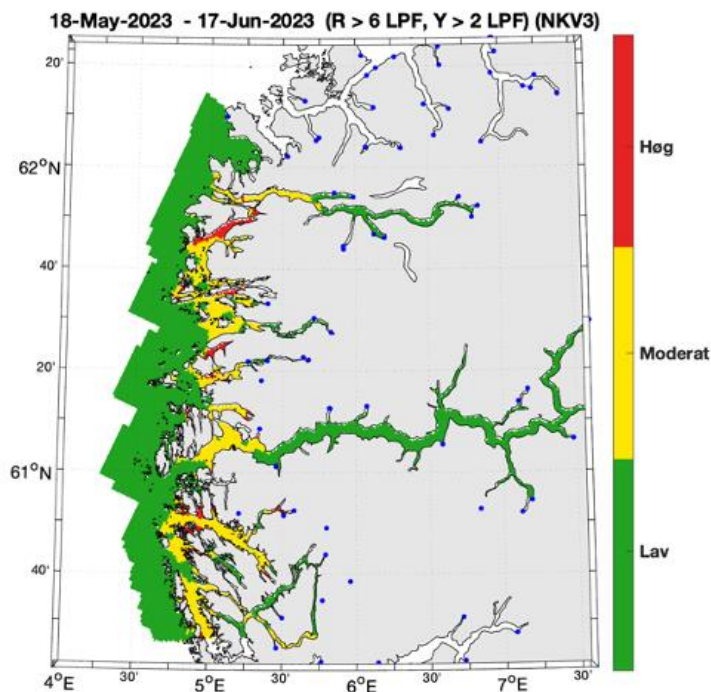 18-May-2023 - 17-Jun-2023 (R > 6 LPF, Y > 2 LPF) (NKV3)
20'
Høg
62°N
40'
Moderat
20'
61°N
Lav
40'
4°E
30'
5°E
30'
6°E
30'
7°E
30'